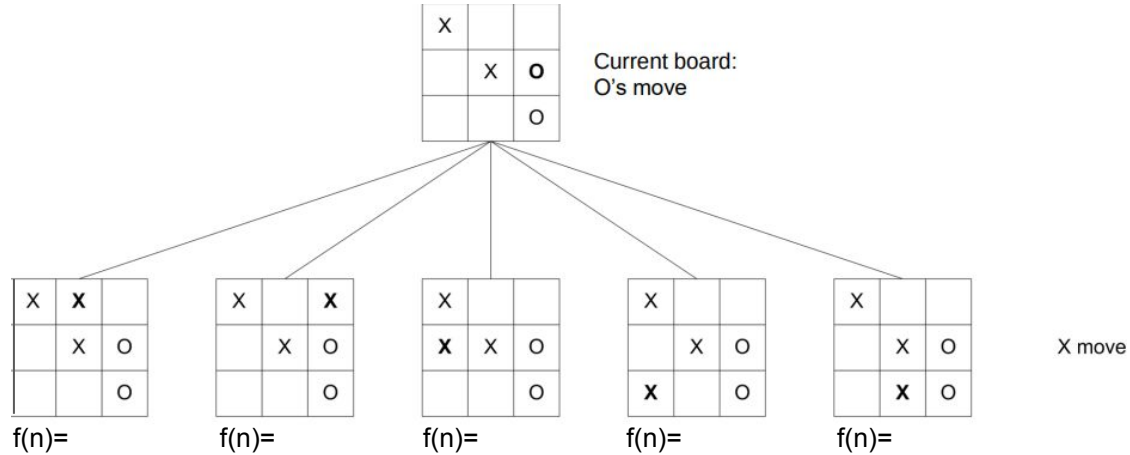 X
Current board:
X O
O's move
O
X X
X X
X
X
X
X O
X O
X X O
X O
X O
X move
O
O
O
X O
X O
f(n)=
f(n)=
f(n)=
f(n)=
f(n)=